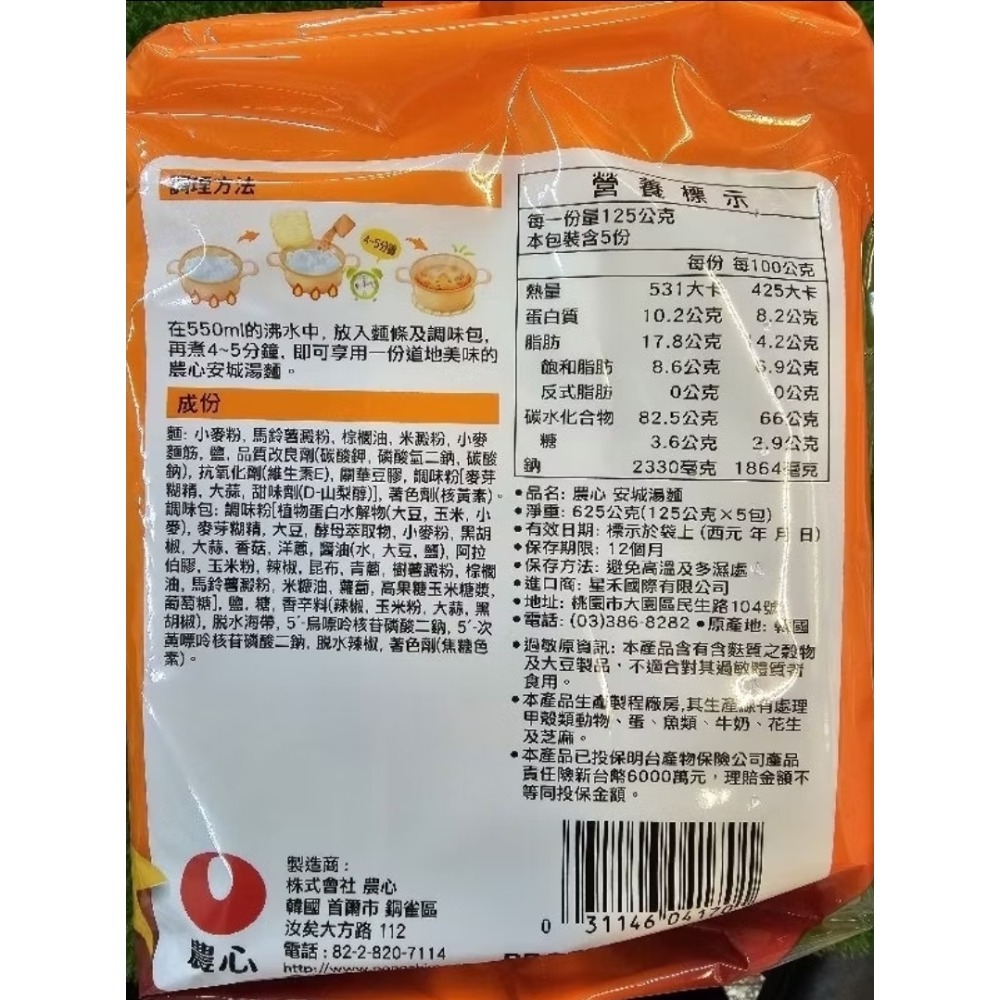 調理方法
4~5分鐘
在550ml的沸水中, 放入麵條及調味包,
再煮4~5分鐘, 即可享用一份道地美味的
農心安城湯麵。
成份
麵: 小麥粉, 馬鈴薯澱粉, 棕櫚油, 米澱粉, 小麥
麵筋, 鹽, 品質改良劑(碳酸鉀, 磷酸氫二鈉, 碳酸
鈉), 抗氧化劑(維生素E), 關華豆膠, 調味粉[麥芽
糊精, 大蒜, 甜味劑(D-山梨醇)], 著色劑(核黃素)。
調味包: 調味粉[植物蛋白水解物(大豆, 玉米, 小
麥), 麥芽糊精, 大豆, 酵母萃取物, 小麥粉, 黑胡
椒, 大蒜, 香菇, 洋蔥, 醬油(水, 大豆, 鹽), 阿拉
伯膠, 玉米粉, 辣椒, 昆布, 青蔥, 樹薯澱粉, 棕櫚
油, 馬鈴薯澱粉, 米糠油, 蘿蔔, 高果糖玉米糖漿,
葡萄糖], 鹽, 糖, 香辛料(辣椒, 玉米粉, 大蒜, 黑
胡椒), 脫水海帶, 5´-鳥嘌呤核苷磷酸二鈉, 5´-次
黃嘌呤核苷磷酸二鈉, 脫水辣椒, 著色劑(焦糖色
素)。
營養標示
每一份量125公克
本包裝含5份
每份 每100公克
熱量 531大卡 425大卡
蛋白質 10.2公克 8.2公克
脂肪 17.8公克 4.2公克
飽和脂肪 8.6公克 .9公克
反式脂肪 0公克 0公克
碳水化合物 82.5公克 66公克
糖 3.6公克 2.9公克
鈉 2330毫克 1864毫克
•品名: 農心 安城湯麵
•淨重: 625公克(125公克×5包)
•有效日期: 標示於袋上 (西元 年 月 日)
•保存期限: 12個月
•保存方法: 避免高溫及多濕處
•進口商: 星禾國際有限公司
•地址: 桃園市大園區民生路104號
•電話: (03)386-8282 •原產地: 韓國
•過敏原資訊: 本產品含有含麩質之穀物
及大豆製品，不適合對其過敏體質者
食用。
•本產品生產製程廠房,其生產線有處理
甲殼類動物、蛋、魚類、牛奶、花生
及芝麻。
•本產品已投保明台產物保險公司產品
責任險新台幣6000萬元，理賠金額不
等同投保金額。
農心
製造商:
株式會社 農心
韓國 首爾市 銅雀區
汝矣大方路 112
電話: 82-2-820-7114
http://www.nongshim
0 31146 04170